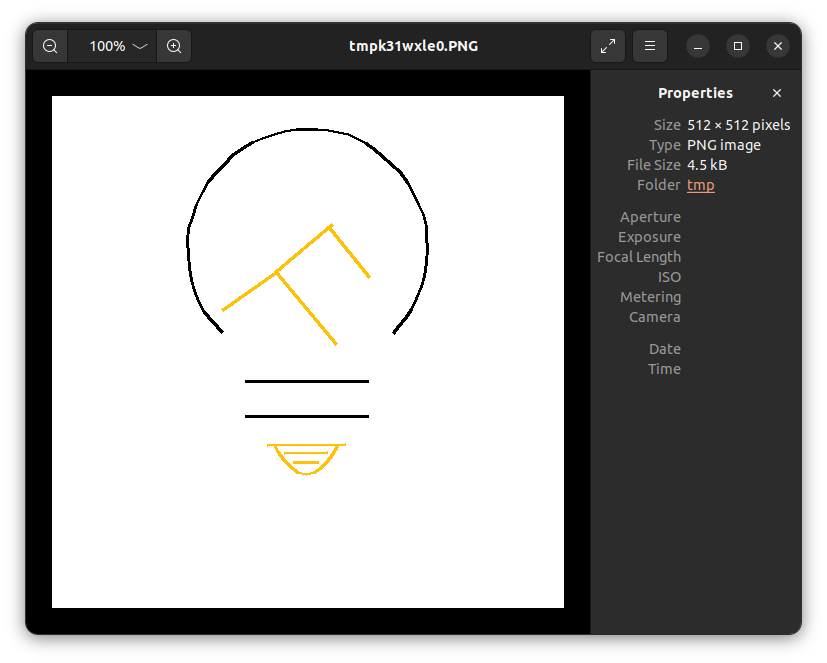 100%
tmpk31wxle0.PNG
Properties
Size 512 × 512 pixels
Type PNG image
File Size 4.5 kB
Folder tmp
Aperture
Exposure
Focal Length
ISO
Metering
Camera
Date
Time